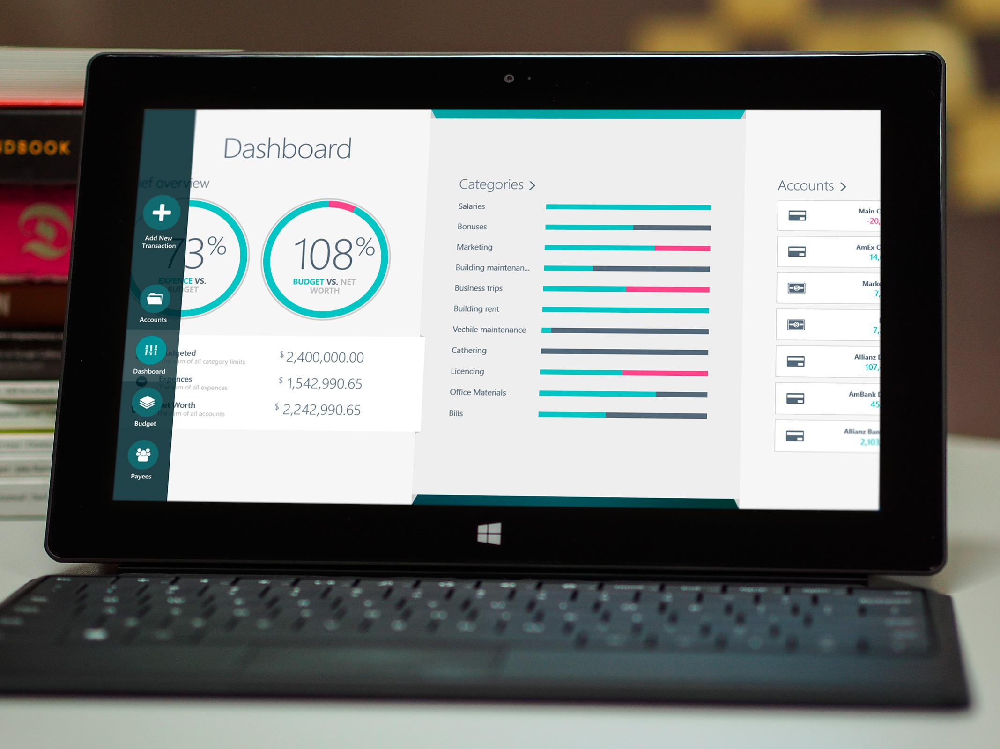 NDBOOK
Dashboard
ief overview
Add New
Transaction
73%
EXPENCE VS.
BUDGET
108%
BUDGET VS. NET
WORTH
Accounts
Dashboard
Budget
Payees
udgeted
The sum of all category limits
$ 2,400,000.00
Expences
The sum of all expences
$ 1,542,990.65
et Worth
The sum of all accounts
$ 2,242,990.65
Categories >
Salaries
Bonuses
Marketing
Building maintenan...
Business trips
Building rent
Vechile maintenance
Cathering
Licencing
Office Materials
Bills
Accounts >
Main C
-20,
AmEx C
14,
Marke
7,
7,
Allianz D
107,
AmBank D
45
Allianz Ban
2,103